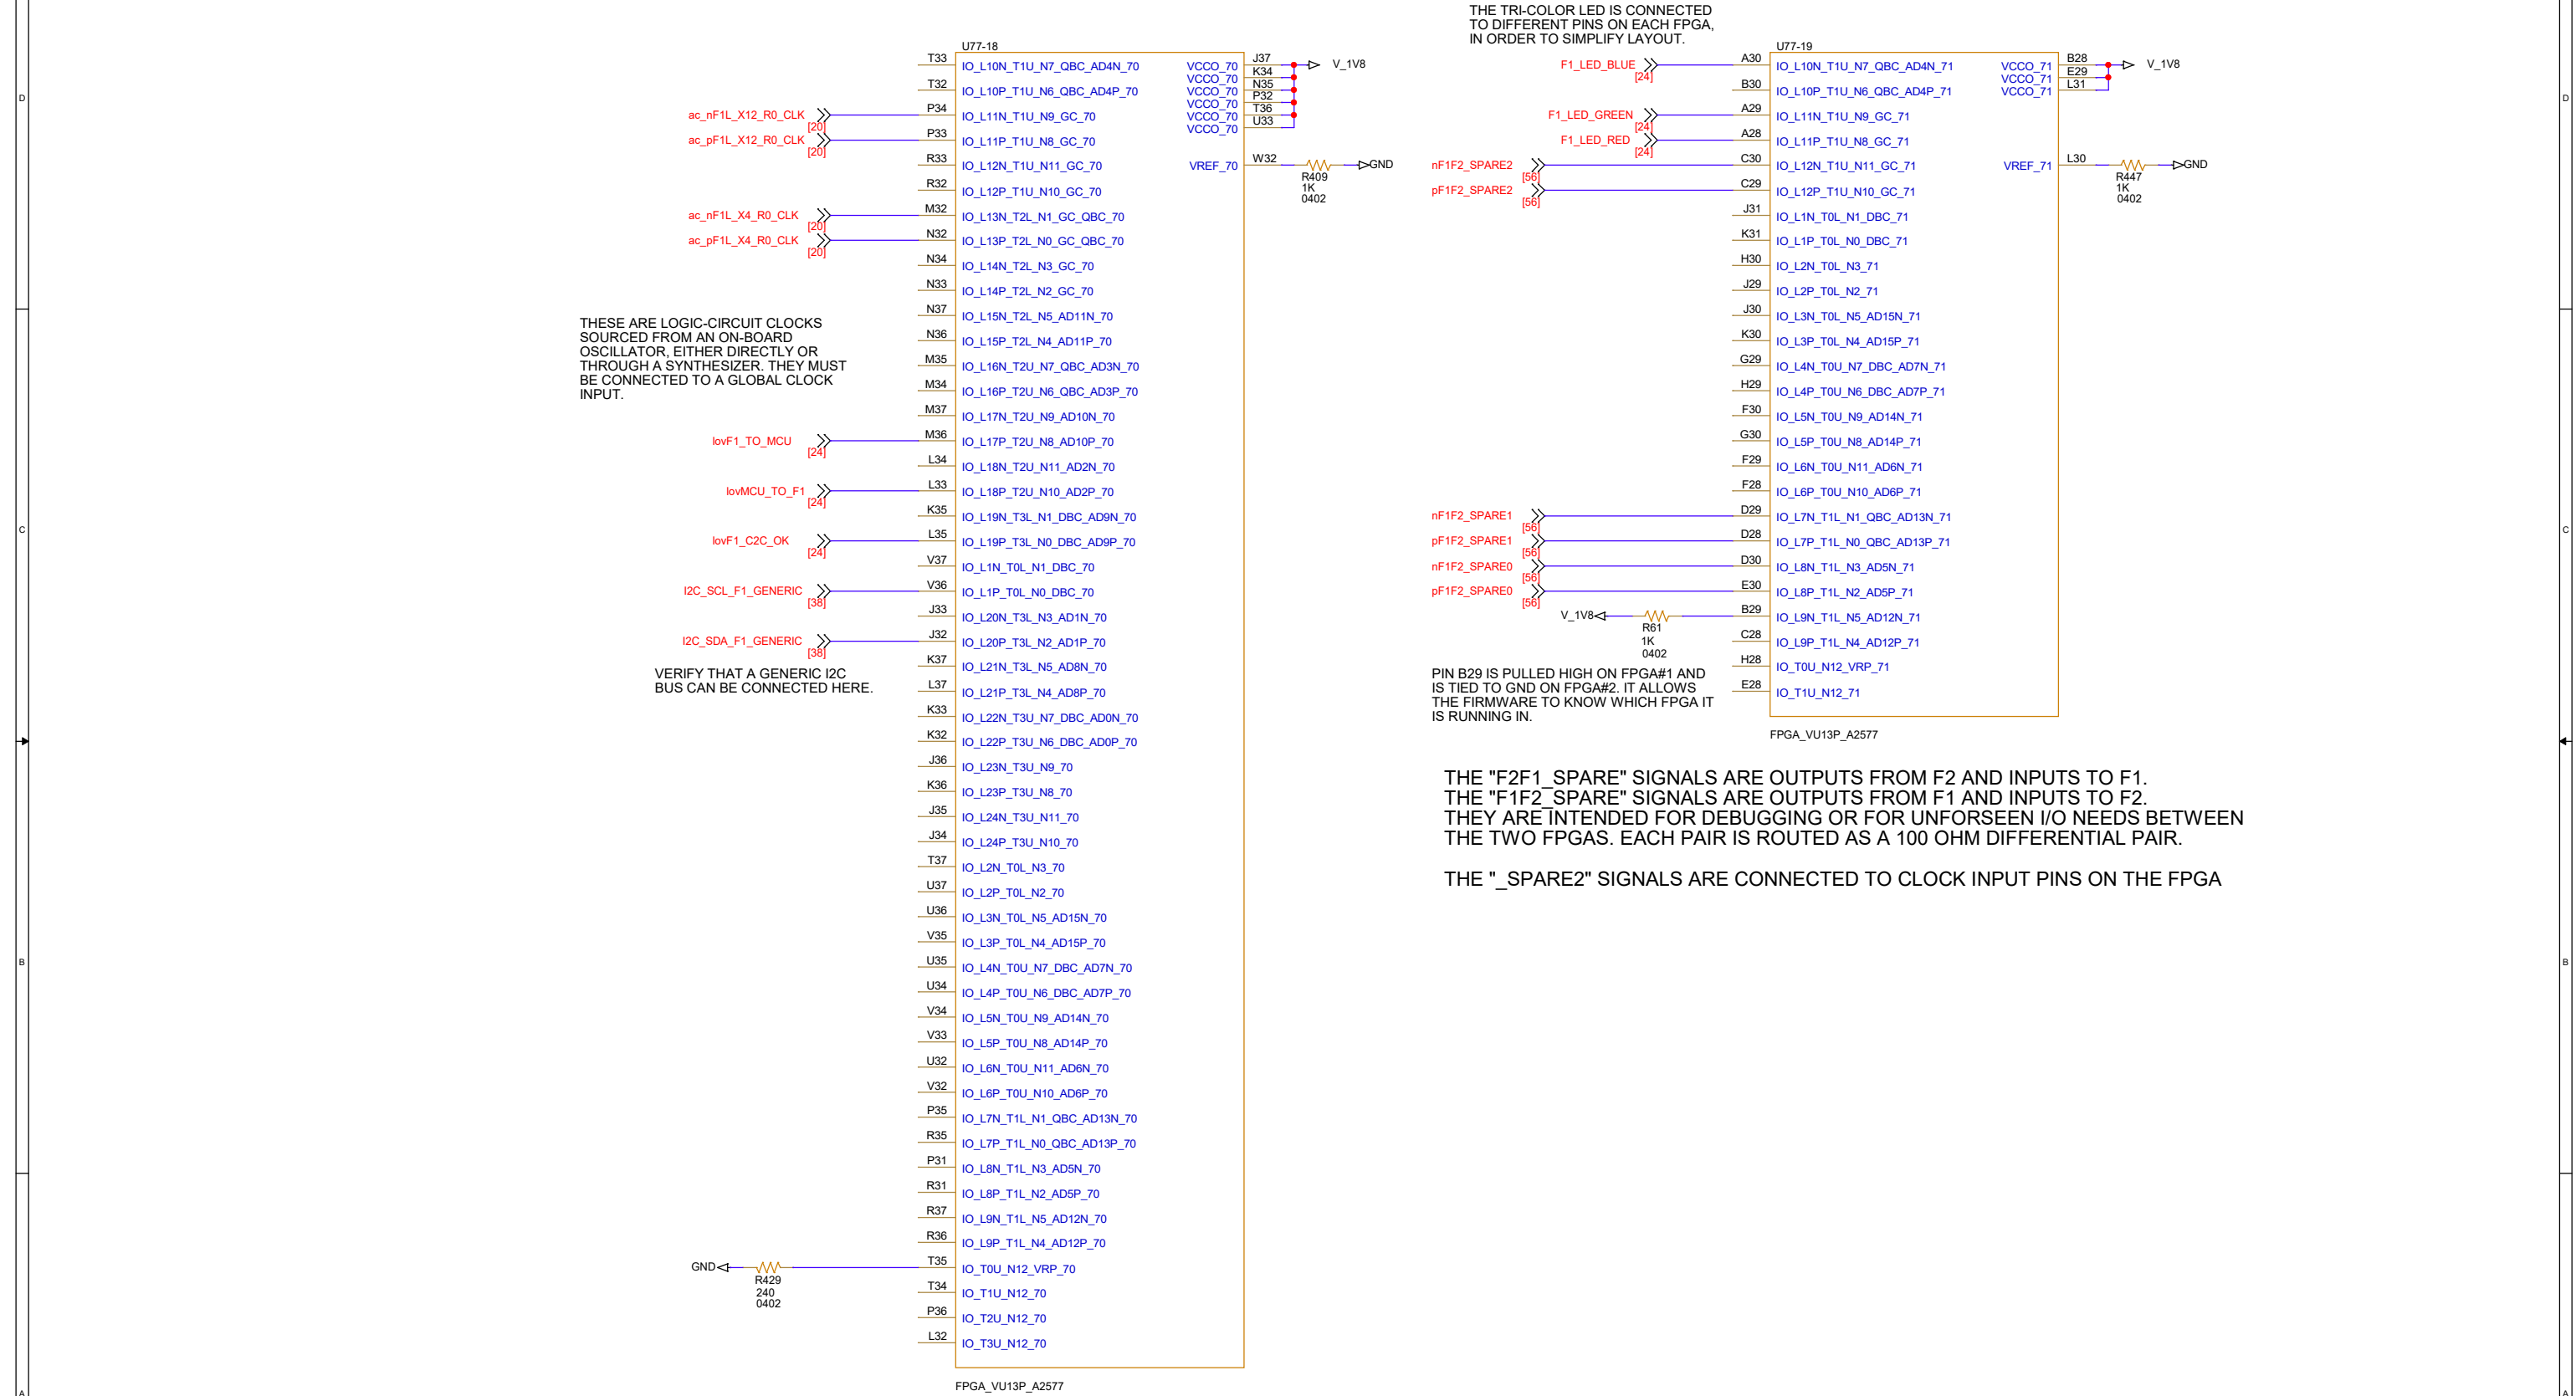 THE TRI-COLOR LED IS CONNECTED
TO DIFFERENT PINS ON EACH FPGA,
IN ORDER TO SIMPLIFY LAYOUT.
D
D
C
C
B
B
A
A
U77-18
T33 IO_L10N_T1U_N7_QBC_AD4N_70
T32 IO_L10P_T1U_N6_QBC_AD4P_70
ac_nF1L_X12_R0_CLK [20] P34 IO_L11N_T1U_N9_GC_70
ac_pF1L_X12_R0_CLK [20] P33 IO_L11P_T1U_N8_GC_70
R33 IO_L12N_T1U_N11_GC_70
R32 IO_L12P_T1U_N10_GC_70
ac_nF1L_X4_R0_CLK [20] M32 IO_L13N_T2L_N1_GC_QBC_70
ac_pF1L_X4_R0_CLK [20] N32 IO_L13P_T2L_N0_GC_QBC_70
N34 IO_L14N_T2L_N3_GC_70
N33 IO_L14P_T2L_N2_GC_70
N37 IO_L15N_T2L_N5_AD11N_70
N36 IO_L15P_T2L_N4_AD11P_70
M35 IO_L16N_T2U_N7_QBC_AD3N_70
M34 IO_L16P_T2U_N6_QBC_AD3P_70
M37 IO_L17N_T2U_N9_AD10N_70
lovF1_TO_MCU [24] M36 IO_L17P_T2U_N8_AD10P_70
L34 IO_L18N_T2U_N11_AD2N_70
lovMCU_TO_F1 [24] L33 IO_L18P_T2U_N10_AD2P_70
K35 IO_L19N_T3L_N1_DBC_AD9N_70
lovF1_C2C_OK [24] L35 IO_L19P_T3L_N0_DBC_AD9P_70
V37 IO_L1N_T0L_N1_DBC_70
I2C_SCL_F1_GENERIC [38] V36 IO_L1P_T0L_N0_DBC_70
J33 IO_L20N_T3L_N3_AD1N_70
I2C_SDA_F1_GENERIC [38] J32 IO_L20P_T3L_N2_AD1P_70
K37 IO_L21N_T3L_N5_AD8N_70
L37 IO_L21P_T3L_N4_AD8P_70
K33 IO_L22N_T3U_N7_DBC_AD0N_70
K32 IO_L22P_T3U_N6_DBC_AD0P_70
J36 IO_L23N_T3U_N9_70
K36 IO_L23P_T3U_N8_70
J35 IO_L24N_T3U_N11_70
J34 IO_L24P_T3U_N10_70
T37 IO_L2N_T0L_N3_70
U37 IO_L2P_T0L_N2_70
U36 IO_L3N_T0L_N5_AD15N_70
V35 IO_L3P_T0L_N4_AD15P_70
U35 IO_L4N_T0U_N7_DBC_AD7N_70
U34 IO_L4P_T0U_N6_DBC_AD7P_70
V34 IO_L5N_T0U_N9_AD14N_70
V33 IO_L5P_T0U_N8_AD14P_70
U32 IO_L6N_T0U_N11_AD6N_70
V32 IO_L6P_T0U_N10_AD6P_70
P35 IO_L7N_T1L_N1_QBC_AD13N_70
R35 IO_L7P_T1L_N0_QBC_AD13P_70
P31 IO_L8N_T1L_N3_AD5N_70
R31 IO_L8P_T1L_N2_AD5P_70
R37 IO_L9N_T1L_N5_AD12N_70
R36 IO_L9P_T1L_N4_AD12P_70
GND T35 IO_T0U_N12_VRP_70
R429
240
0402
T34 IO_T1U_N12_70
P36 IO_T2U_N12_70
L32 IO_T3U_N12_70
FPGA_VU13P_A2577
VCCO_70 J37 V_1V8
VCCO_70 K34
VCCO_70 N35
VCCO_70 P32
VCCO_70 T36
VCCO_70 U33
VREF_70 W32 GND
R409
1K
0402
THESE ARE LOGIC-CIRCUIT CLOCKS
SOURCED FROM AN ON-BOARD
OSCILLATOR, EITHER DIRECTLY OR
THROUGH A SYNTHESIZER. THEY MUST
BE CONNECTED TO A GLOBAL CLOCK
INPUT.
VERIFY THAT A GENERIC I2C
BUS CAN BE CONNECTED HERE.
U77-19
F1_LED_BLUE [24] A30 IO_L10N_T1U_N7_QBC_AD4N_71
B30 IO_L10P_T1U_N6_QBC_AD4P_71
F1_LED_GREEN [24] A29 IO_L11N_T1U_N9_GC_71
F1_LED_RED [24] A28 IO_L11P_T1U_N8_GC_71
nF1F2_SPARE2 [56] C30 IO_L12N_T1U_N11_GC_71
pF1F2_SPARE2 [56] C29 IO_L12P_T1U_N10_GC_71
J31 IO_L1N_T0L_N1_DBC_71
K31 IO_L1P_T0L_N0_DBC_71
H30 IO_L2N_T0L_N3_71
J29 IO_L2P_T0L_N2_71
J30 IO_L3N_T0L_N5_AD15N_71
K30 IO_L3P_T0L_N4_AD15P_71
G29 IO_L4N_T0U_N7_DBC_AD7N_71
H29 IO_L4P_T0U_N6_DBC_AD7P_71
F30 IO_L5N_T0U_N9_AD14N_71
G30 IO_L5P_T0U_N8_AD14P_71
F29 IO_L6N_T0U_N11_AD6N_71
F28 IO_L6P_T0U_N10_AD6P_71
nF1F2_SPARE1 [56] D29 IO_L7N_T1L_N1_QBC_AD13N_71
pF1F2_SPARE1 [56] D28 IO_L7P_T1L_N0_QBC_AD13P_71
nF1F2_SPARE0 [56] D30 IO_L8N_T1L_N3_AD5N_71
pF1F2_SPARE0 [56] E30 IO_L8P_T1L_N2_AD5P_71
V_1V8 B29 IO_L9N_T1L_N5_AD12N_71
R61
1K
0402
C28 IO_L9P_T1L_N4_AD12P_71
H28 IO_T0U_N12_VRP_71
E28 IO_T1U_N12_71
FPGA_VU13P_A2577
VCCO_71 B28 V_1V8
VCCO_71 E29
VCCO_71 L31
VREF_71 L30 GND
R447
1K
0402
PIN B29 IS PULLED HIGH ON FPGA#1 AND
IS TIED TO GND ON FPGA#2. IT ALLOWS
THE FIRMWARE TO KNOW WHICH FPGA IT
IS RUNNING IN.
THE "F2F1_SPARE" SIGNALS ARE OUTPUTS FROM F2 AND INPUTS TO F1.
THE "F1F2_SPARE" SIGNALS ARE OUTPUTS FROM F1 AND INPUTS TO F2.
THEY ARE INTENDED FOR DEBUGGING OR FOR UNFORSEEN I/O NEEDS BETWEEN
THE TWO FPGAS. EACH PAIR IS ROUTED AS A 100 OHM DIFFERENTIAL PAIR.
THE "_SPARE2" SIGNALS ARE CONNECTED TO CLOCK INPUT PINS ON THE FPGA